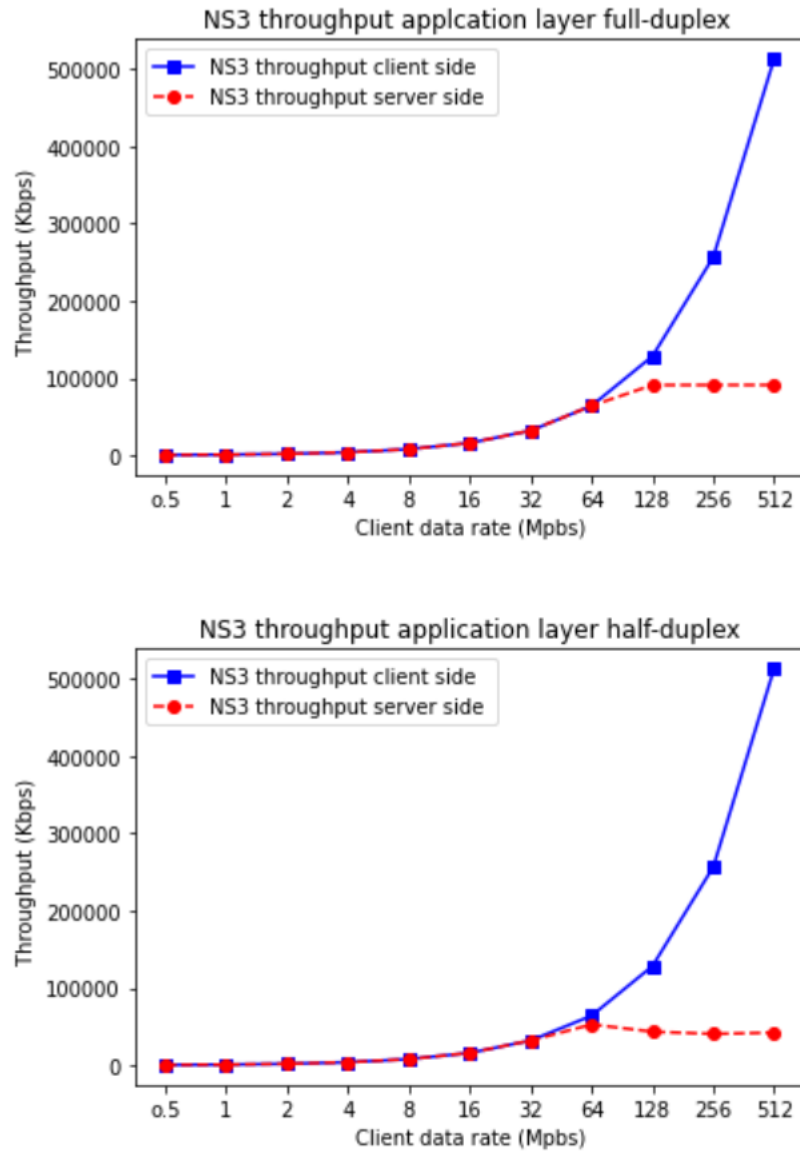 NS3 throughput applcation layer full-duplex
NS3 throughput client side
NS3 throughput server side
500000
400000
300000
200000
100000
0
Throughput (Kbps)
o.5 1 2 4 8 16 32 64 128 256 512
Client data rate (Mpbs)
NS3 throughput application layer half-duplex
NS3 throughput client side
NS3 throughput server side
500000
400000
300000
200000
100000
0
Throughput (Kbps)
o.5 1 2 4 8 16 32 64 128 256 512
Client data rate (Mpbs)